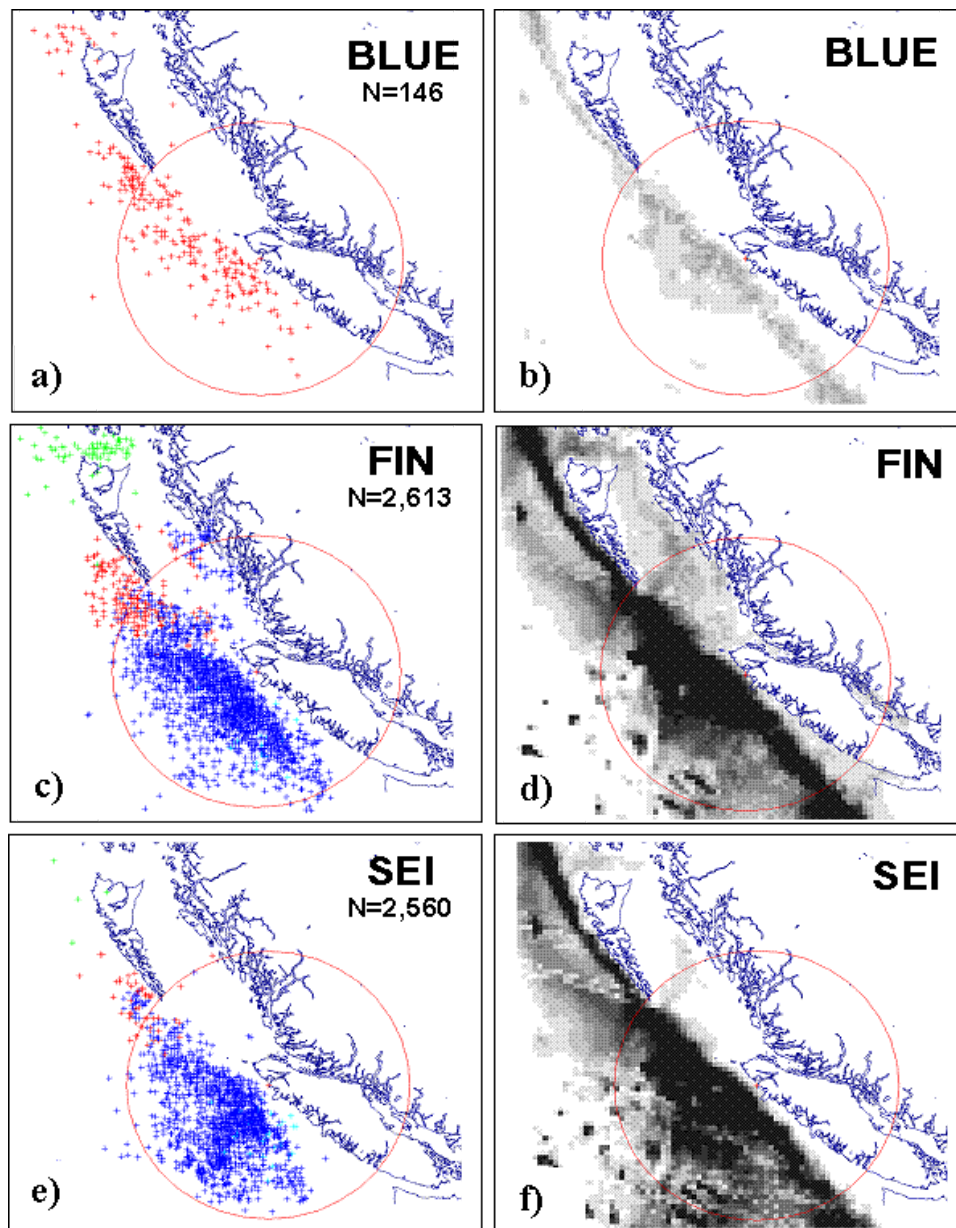 BLUE
N=146
a)
BLUE
b)
FIN
N=2,613
c)
FIN
d)
SEI
N=2,560
e)
SEI
f)